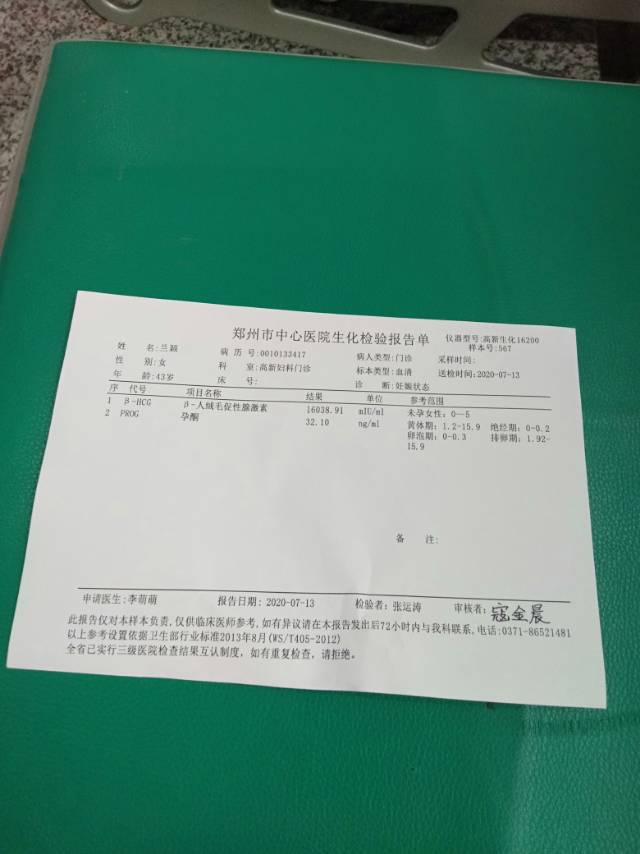 郑州市中心医院生化检验报告单 仪器型号:高新生化16200
样本号:567
姓 名:兰颖 病 历 号:0010133417 病人类型:门诊 采样时间:
性 别:女 科 室:高新妇科门诊 标本类型:血清 送检时间:2020-07-13
年 龄:43岁 床 号: 诊 断:妊娠状态
序 代号 项目名称 结果 单位 参考范围
1 β-HCG β-人绒毛促性腺激素 16038.91 mIU/ml 未孕女性:0--5
2 PROG 孕酮 32.10 ng/ml 黄体期:1.2-15.9 绝经期:0-0.2
卵泡期:0-0.3 排卵期:1.92-
15.9
备 注:
申请医生:李萌萌 报告日期:2020-07-13 检验者:张运涛 审核者:寇金晨
此报告仅对本样本负责,仅供临床医师参考,如有异议请在本报告发出后72小时内与我科联系,电话:0371-86521481
以上参考设置依据卫生部行业标准2013年8月(WS/T405-2012)
全省已实行三级医院检查结果互认制度，如有重复检查，请拒绝。